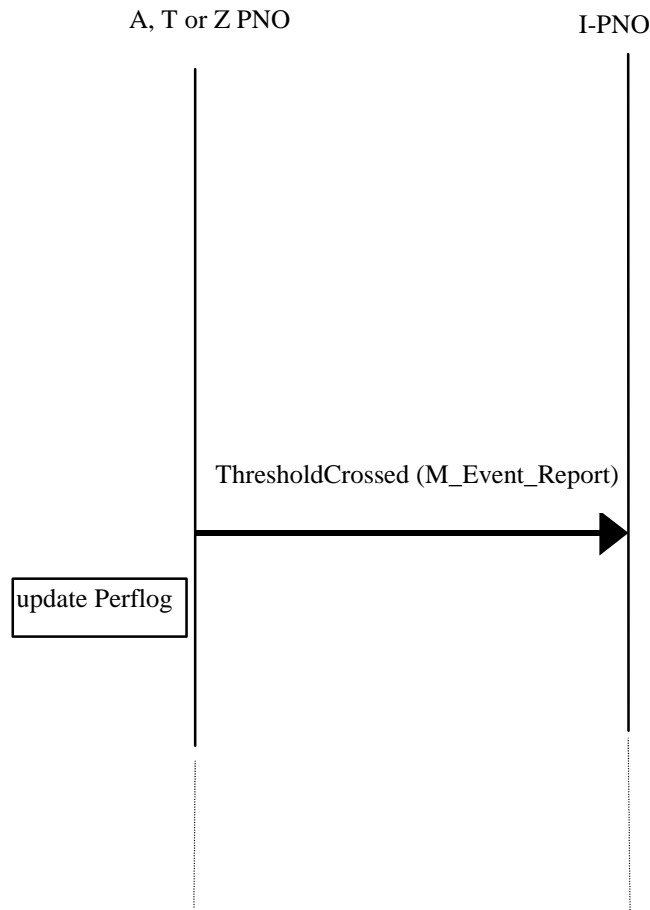 A, T or Z PNO
I-PNO
ThresholdCrossed (M_Event_Report)
update Perflog